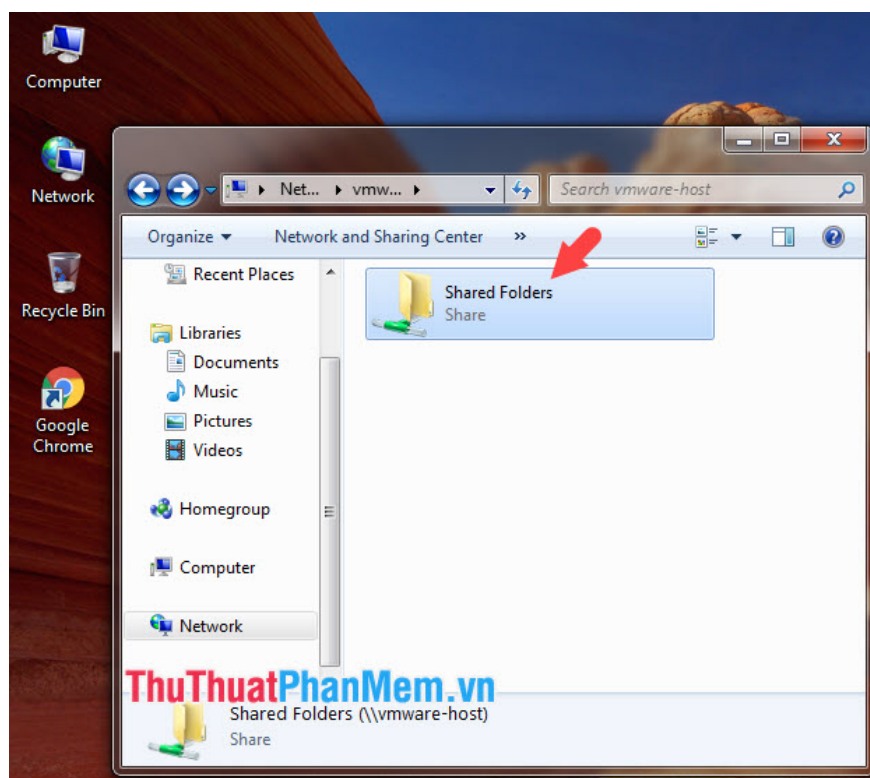 Computer
Network
Recycle Bin
Google
Chrome
Net... vmw...
Search vmware-host
Organize
Network and Sharing Center
»
Recent Places
Libraries
Documents
Music
Pictures
Videos
Homegroup
Computer
Network
Shared Folders
Share
ThuThuatPhanMem.vn
Shared Folders (\\vmware-host)
Share